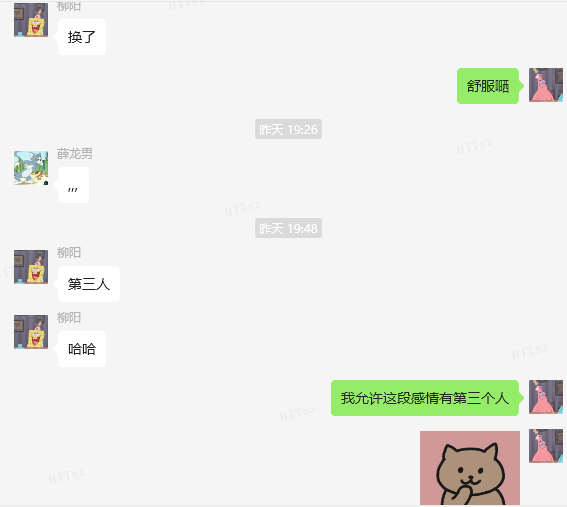 柳阳
换了
舒服嗮
昨天 19:26
薛龙男
,,,
昨天 19:48
柳阳
第三人
柳阳
哈哈
我允许这段感情有第三个人
HITsz
HITsz
HITsz
HITsz
HITsz
HITsz